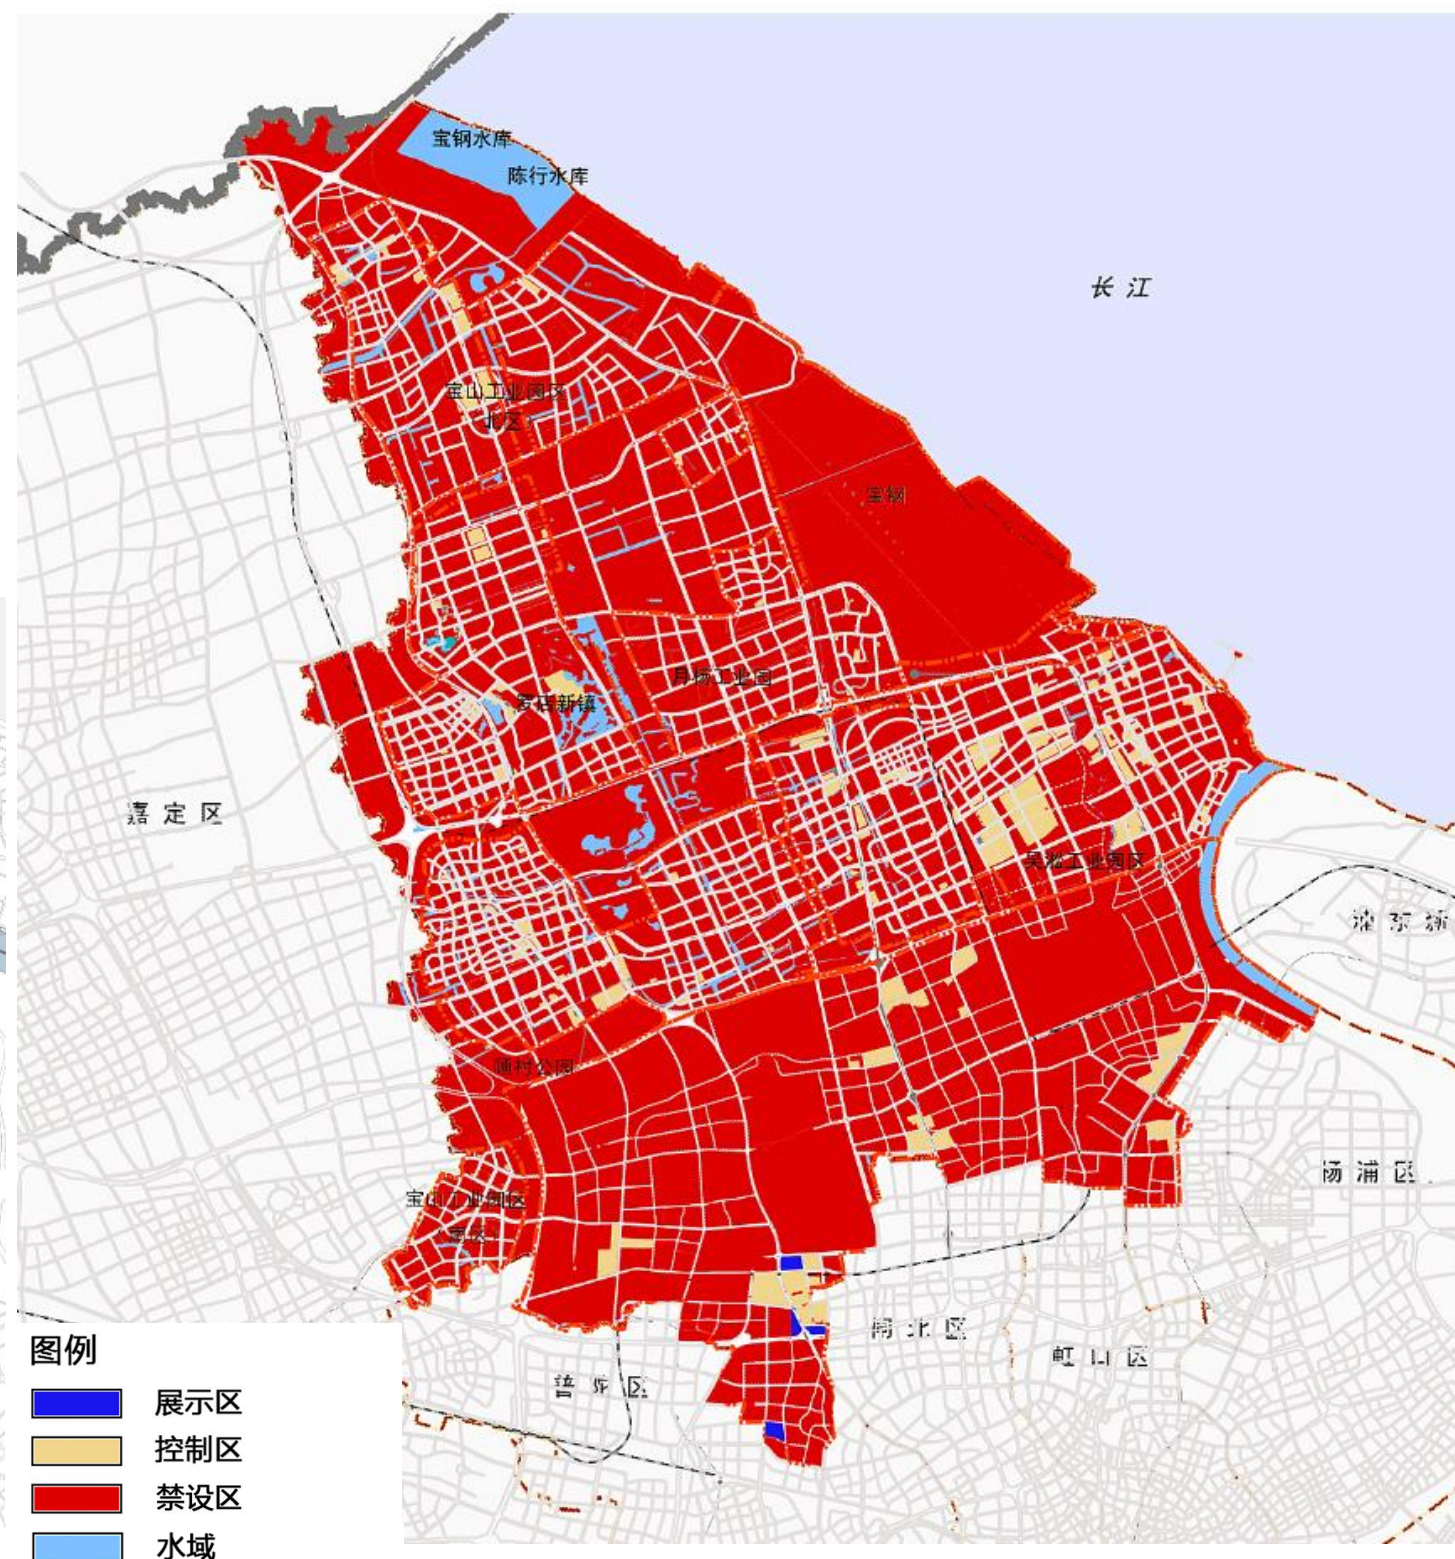 宝钢水库
陈行水库
长江
宝山工业园区
北区
宝钢
月杨工业园
罗店新镇
嘉定区
吴淞工业园区
浦东新
顾村公园
杨浦区
宝山工业园区
南区
闸北区
虹口区
普陀区
图例
展示区
控制区
禁设区
水域